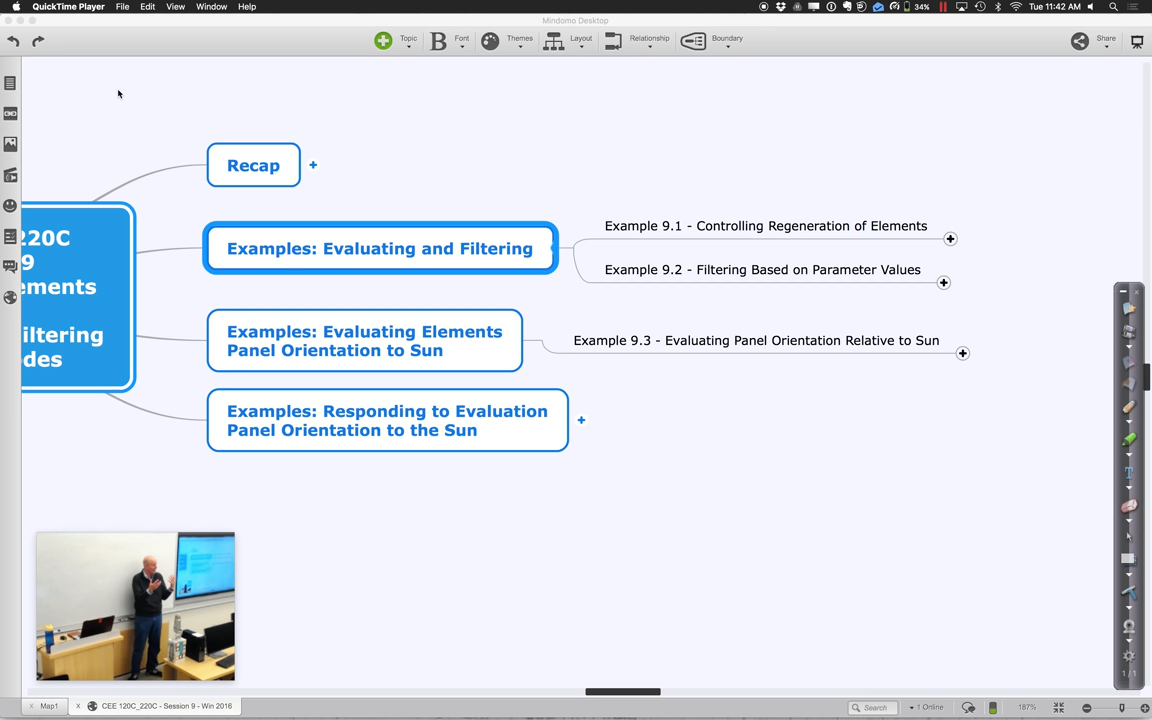 QuickTime Player File Edit View Window Help
34% Tue 11:42 AM
Mindomo Desktop
Topic Font Themes Layout Relationship Boundary Share
Recap
Examples: Evaluating and Filtering
Example 9.1 - Controlling Regeneration of Elements
Example 9.2 - Filtering Based on Parameter Values
220C
9
ements
iltering
des
Examples: Evaluating Elements
Panel Orientation to Sun
Example 9.3 - Evaluating Panel Orientation Relative to Sun
Examples: Responding to Evaluation
Panel Orientation to the Sun
1 / 1
x Map1
x CEE 120C_220C - Session 9 - Win 2016
Search
1 Online
187%